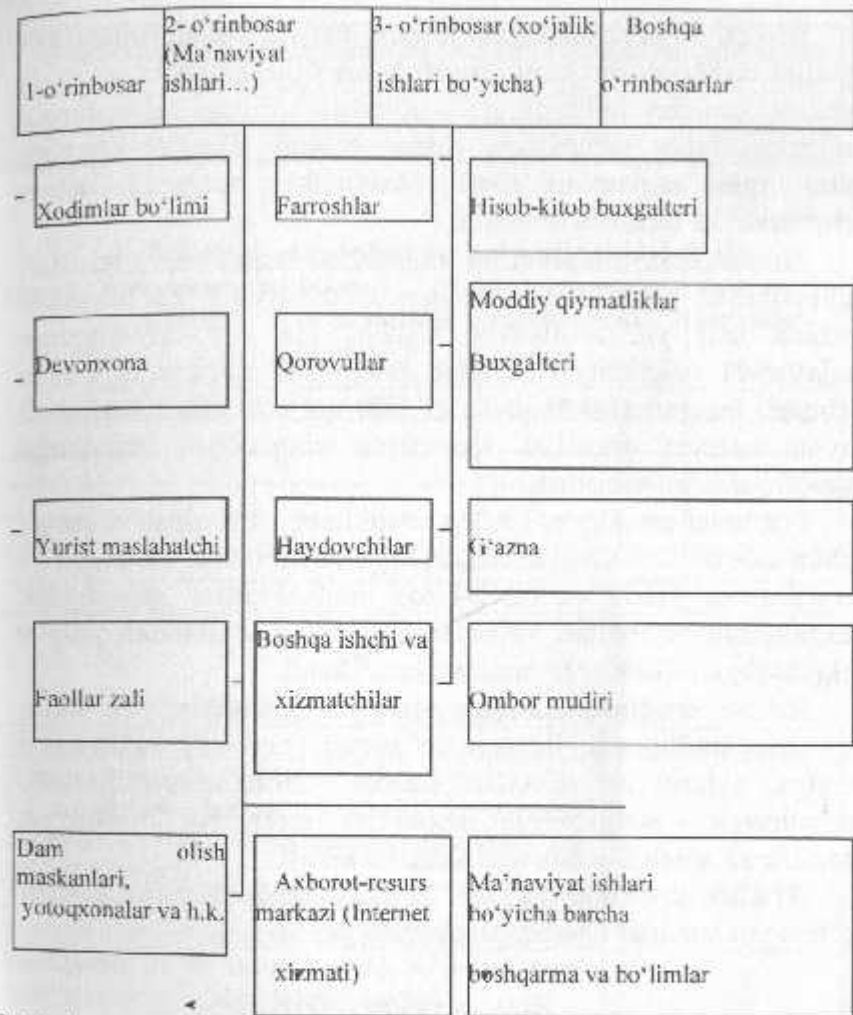 1-o‘rinbosar
2- o‘rinbosar
(Ma’naviyat
ishlari…)
3- o‘rinbosar (xo‘jalik
ishlari bo‘yicha)
Boshqa
o‘rinbosarlar
Xodimlar bo‘limi
Farroshlar
Hisob-kitob buxgalteri
Devonxona
Qorovullar
Moddiy qiymatliklar
Buxgalteri
Yurist maslahatchi
Haydovchilar
G‘azna
Faollar zali
Boshqa ishchi va
xizmatchilar
Ombor mudiri
Dam olish
maskanlari,
yotoqxonalar va h.k.
Axborot-resurs
markazi (Internet
xizmati)
Ma’naviyat ishlari
bo‘yicha barcha
boshqarma va bo‘limlar